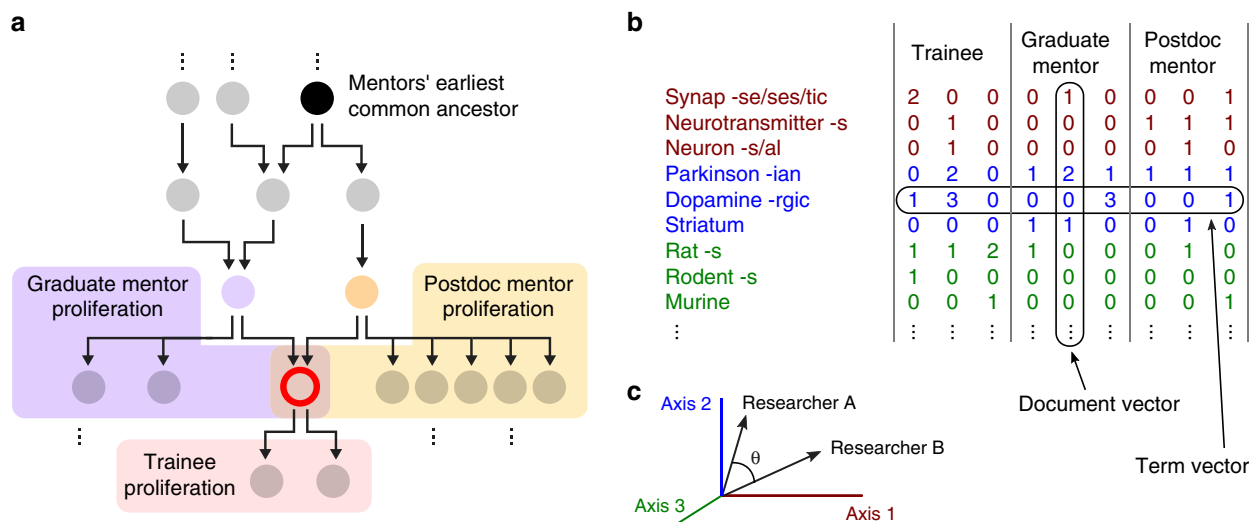 a
Mentors' earliest
common ancestor
Graduate mentor
proliferation
Postdoc mentor
proliferation
Trainee
proliferation
b
Trainee
Graduate
mentor
Postdoc
mentor
Synap -se/ses/tic 2 0 0 0 1 0 0 0 1
Neurotransmitter -s 0 1 0 0 0 0 1 1 1
Neuron -s/al 0 1 0 0 0 0 0 1 0
Parkinson -ian 0 2 0 1 2 1 1 1 1
Dopamine -rgic 1 3 0 0 0 3 0 0 1
Striatum 0 0 0 1 1 0 0 1 0
Rat -s 1 1 2 1 0 0 0 1 0
Rodent -s 1 0 0 0 0 0 0 0 0
Murine 0 0 1 0 0 0 0 0 1
Document vector
Term vector
c
Axis 2
Researcher A
θ
Researcher B
Axis 3
Axis 1